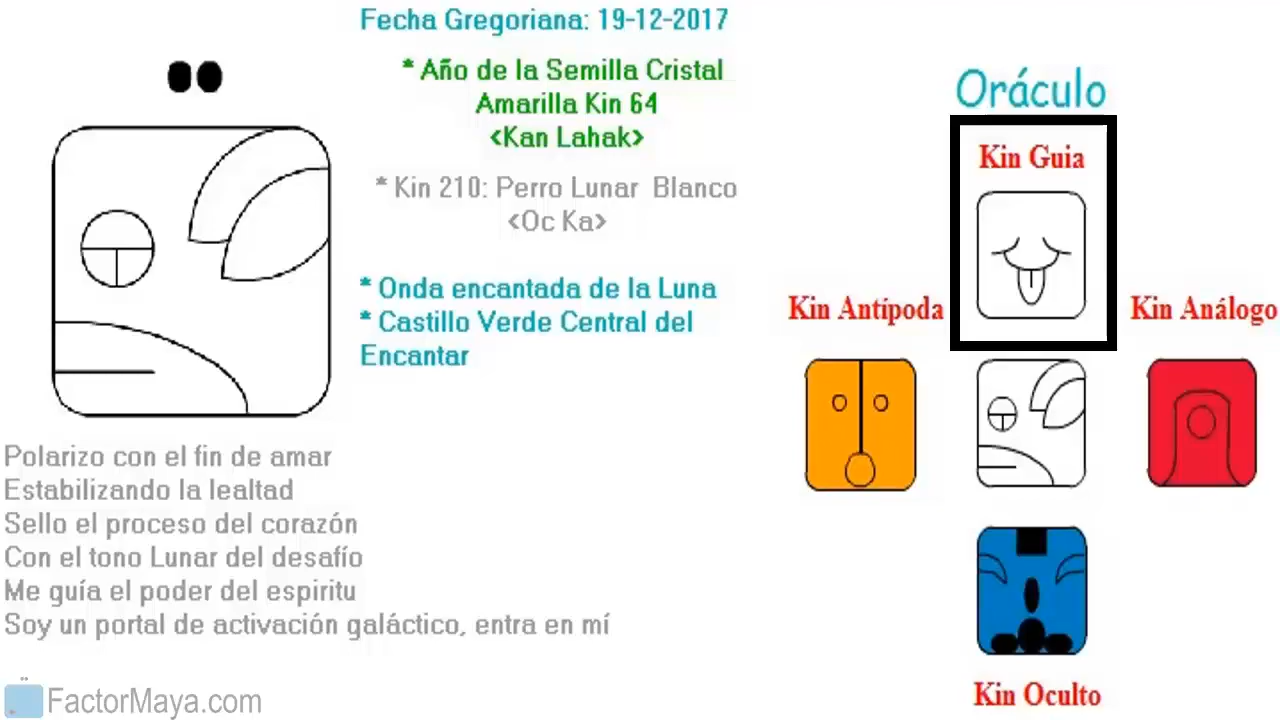 Fecha Gregoriana: 19-12-2017
* Año de la Semilla Cristal
Amarilla Kin 64
<Kan Lahak>
* Kin 210: Perro Lunar Blanco
<Oc Ka>
* Onda encantada de la Luna
* Castillo Verde Central del
Encantar
Polarizo con el fin de amar
Estabilizando la lealtad
Sello el proceso del corazón
Con el tono Lunar del desafío
Me guía el poder del espiritu
Soy un portal de activación galáctico, entra en mí
Oráculo
Kin Guia
Kin Antípoda
Kin Análogo
Kin Oculto
FactorMaya.com